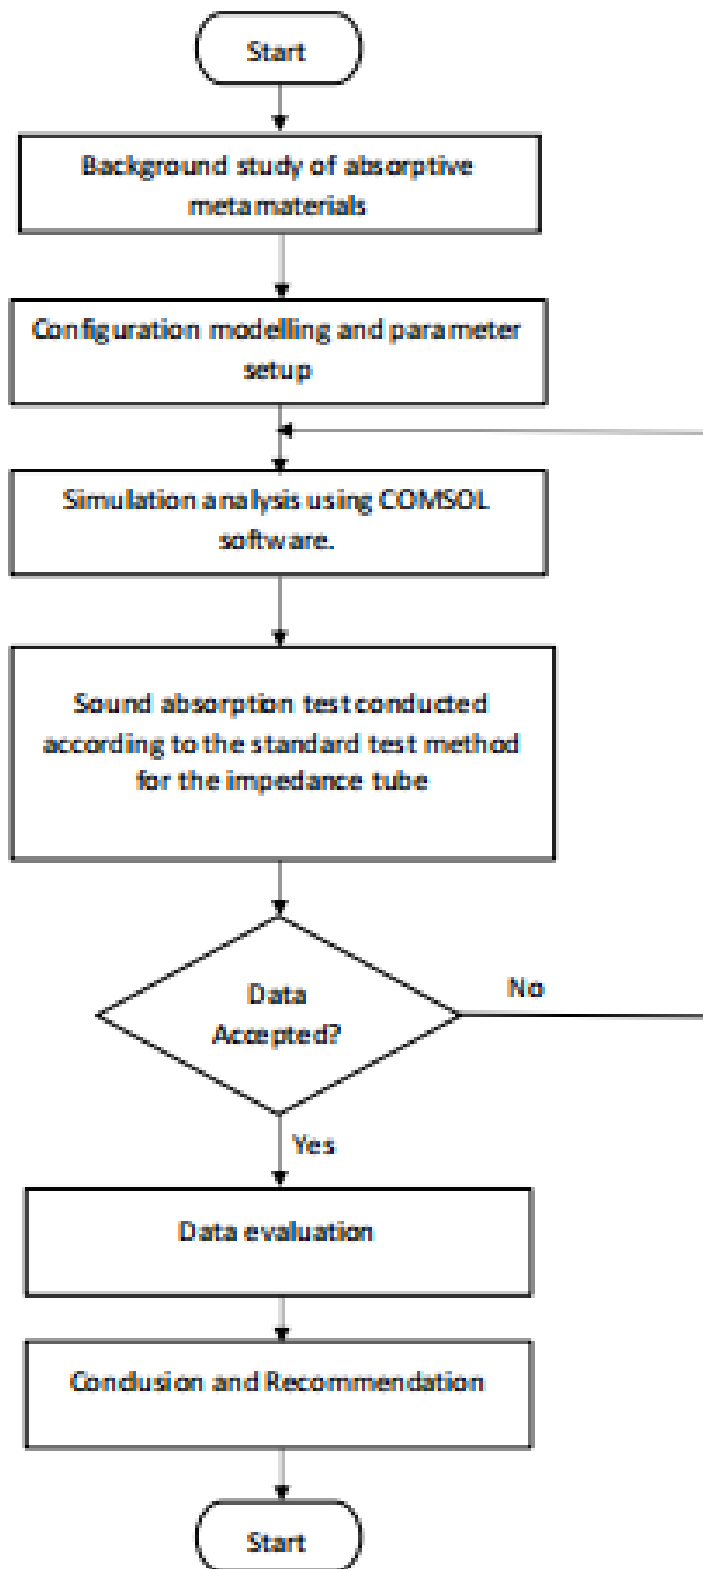 Start
Background study of absorptive
metamaterials
Configuration modelling and parameter
setup
Simulation analysis using COMSOL
software.
Sound absorption test conducted
according to the standard test method
for the impedance tube
Data
Accepted?
No
Yes
Data evaluation
Conclusion and Recommendation
Start